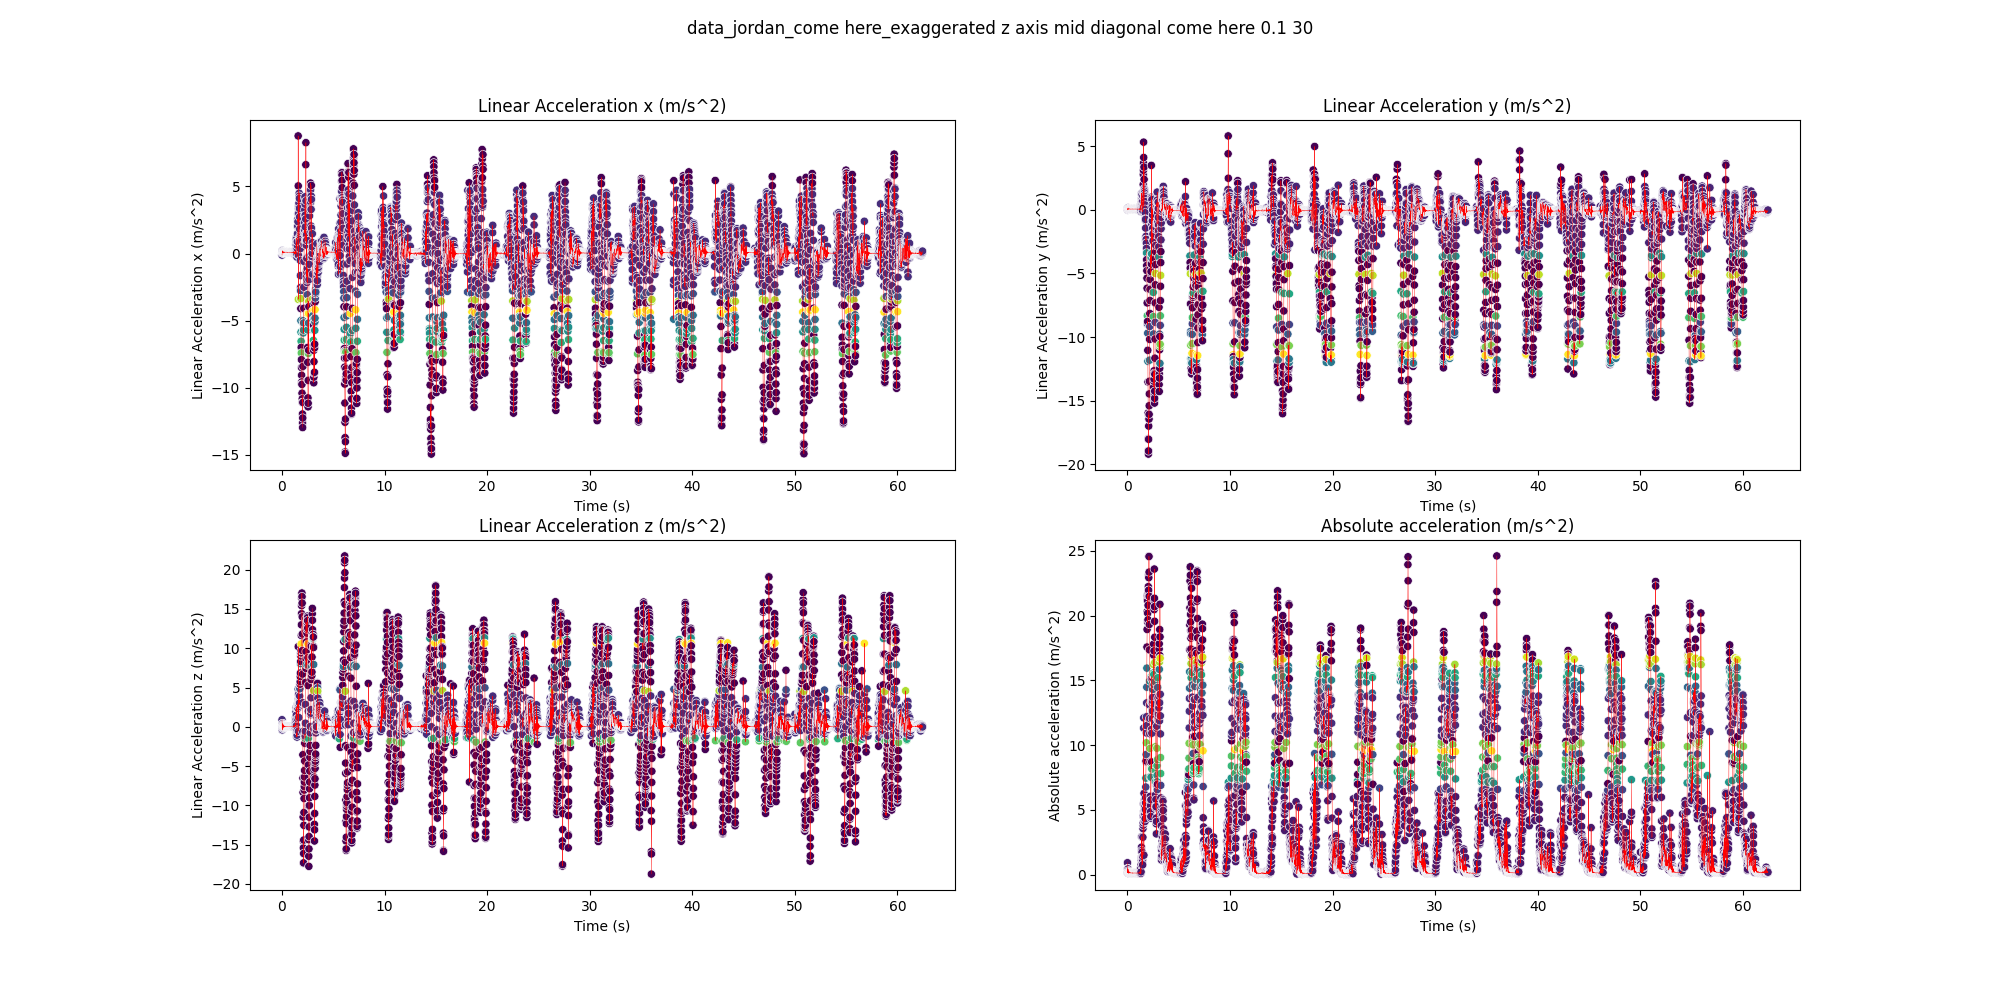 data_jordan_come here_exaggerated z axis mid diagonal come here 0.1 30
Linear Acceleration x (m/s^2)
Linear Acceleration x (m/s^2)
5
0
−5
−10
−15
0 10 20 30 40 50 60
Time (s)
Linear Acceleration y (m/s^2)
Linear Acceleration y (m/s^2)
5
0
−5
−10
−15
−20
0 10 20 30 40 50 60
Time (s)
Linear Acceleration z (m/s^2)
Linear Acceleration z (m/s^2)
20
15
10
5
0
−5
−10
−15
−20
0 10 20 30 40 50 60
Time (s)
Absolute acceleration (m/s^2)
Absolute acceleration (m/s^2)
25
20
15
10
5
0
0 10 20 30 40 50 60
Time (s)